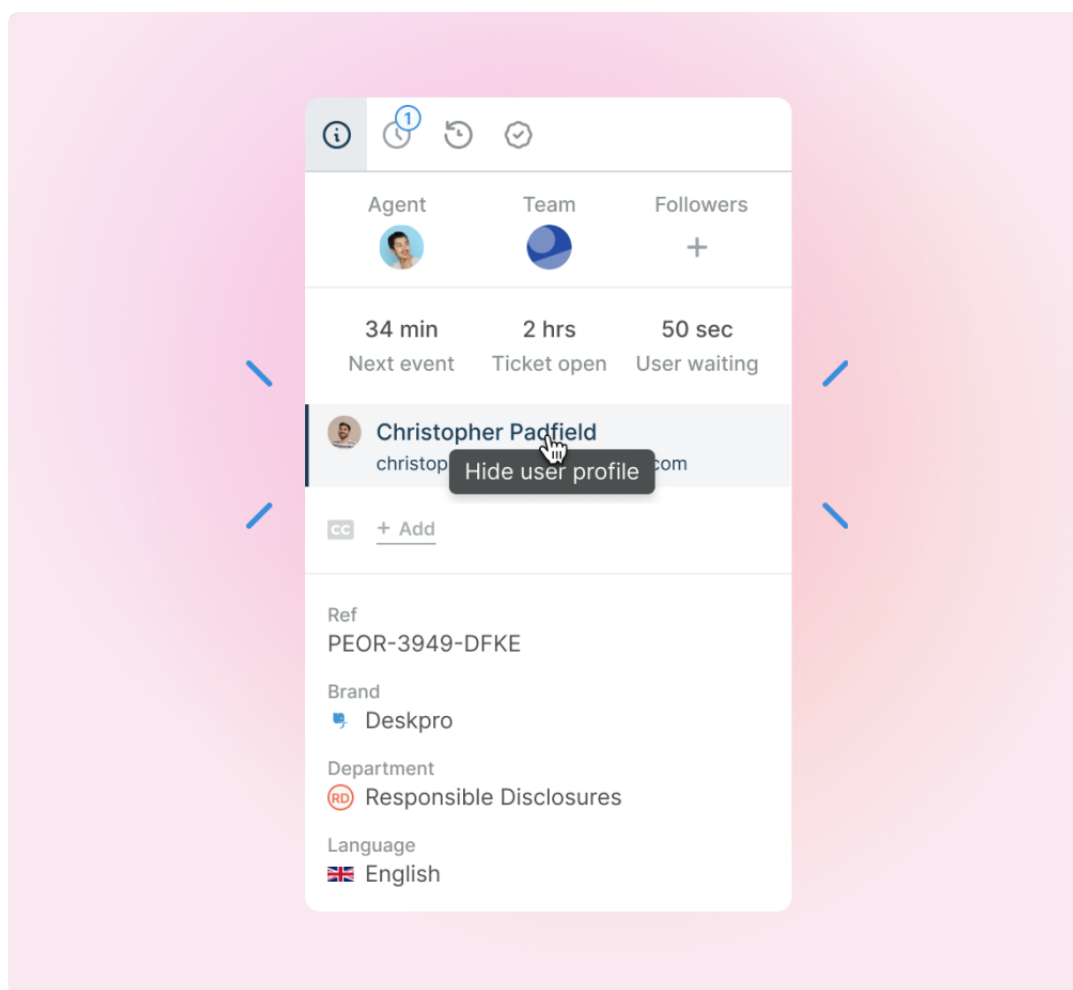 1
Agent Team Followers
34 min 2 hrs 50 sec
Next event Ticket open User waiting
Christopher Padfield
christop com
Hide user profile
CC + Add
Ref
PEOR-3949-DFKE
Brand
Deskpro
Department
RD Responsible Disclosures
Language
English